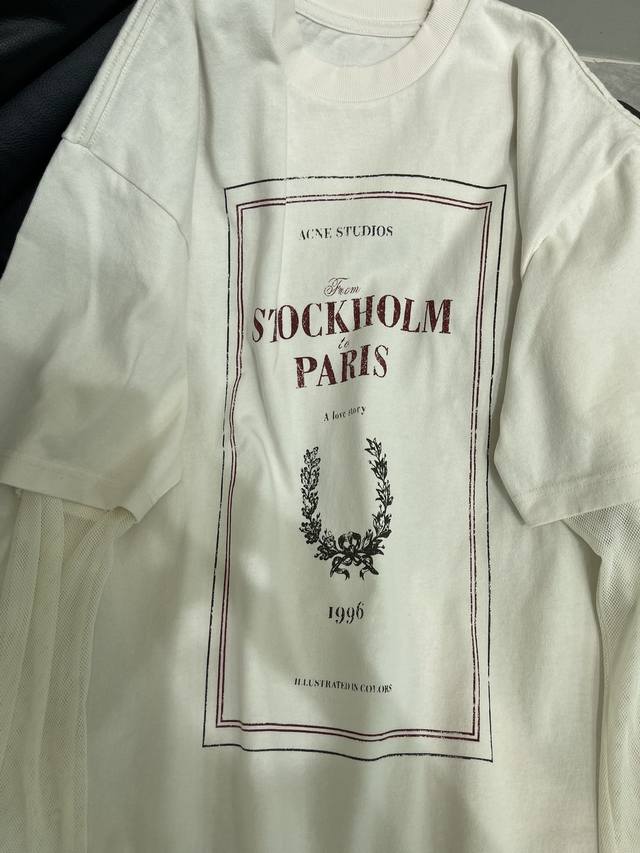 ACNE STUDIOS
From
STOCKHOLM
to
PARIS
A love story
1996
ILLUSTRATED IN COLORS